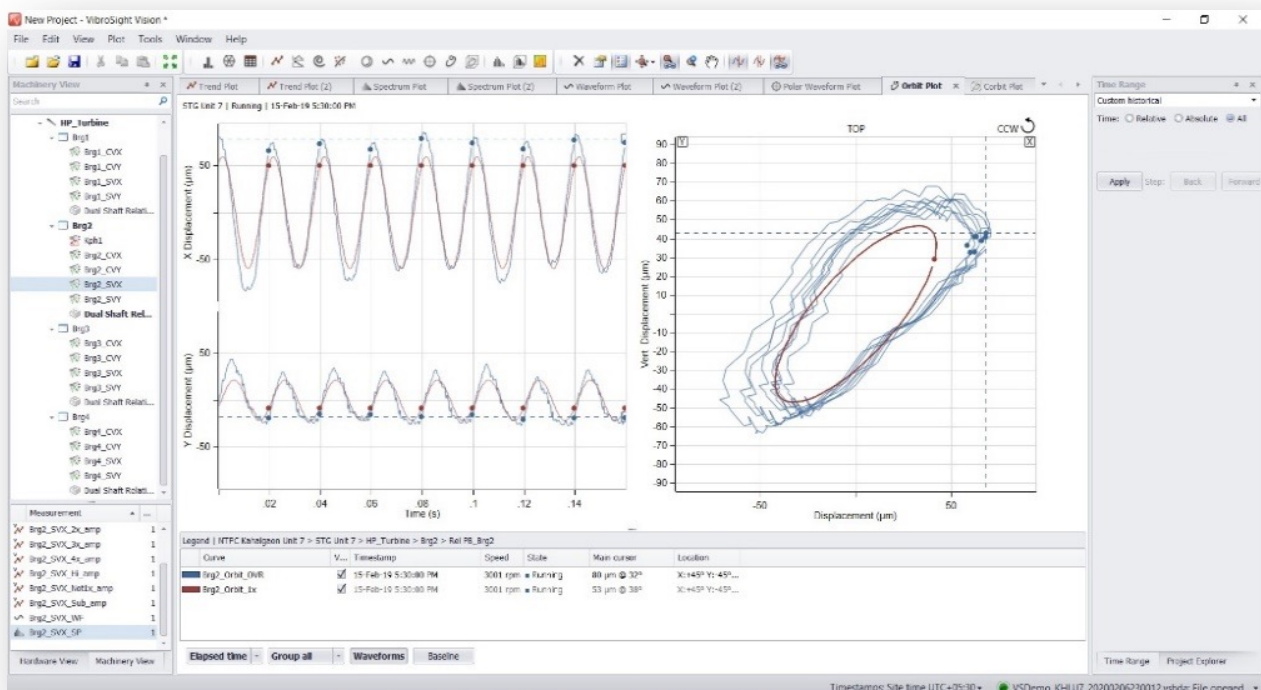 New Project - VibroSight Vision *
File Edit View Plot Tools Window Help
Machinery View
Search
HP_Turbine
Brg1
Brg1_CVX
Brg1_CVY
Brg1_SVX
Brg1_SVY
Dual Shaft Relati...
Brg2
Kph1
Brg2_CVX
Brg2_CVY
Brg2_SVX
Brg2_SVY
Dual Shaft Rel...
Brg3
Brg3_CVX
Brg3_CVY
Brg3_SVX
Brg3_SVY
Dual Shaft Relati...
Brg4
Brg4_CVX
Brg4_CVY
Brg4_SVX
Brg4_SVY
Dual Shaft Relati...
Measurement ...
Brg2_SVX_2x_amp 1
Brg2_SVX_3x_amp 1
Brg2_SVX_4x_amp 1
Brg2_SVX_Hi_amp 1
Brg2_SVX_Not1x_amp 1
Brg2_SVX_Sub_amp 1
Brg2_SVX_WF 1
Brg2_SVX_SP 1
Hardware View Machinery View
Trend Plot Trend Plot (2) Spectrum Plot Spectrum Plot (2) Waveform Plot Waveform Plot (2) Polar Waveform Plot Orbit Plot Corbit Plot
STG Unit 7 | Running | 15-Feb-19 5:30:00 PM
X Displacement (µm)
50
-50
Y Displacement (µm)
50
-50
.02 .04 .06 .08 .1 .12 .14
Time (s)
TOP CCW
Y X
Vert Displacement (µm)
90
80
70
60
50
40
30
20
10
0
-10
-20
-30
-40
-50
-60
-70
-80
-90
-50 50
Displacement (µm)
Legend | NTPC Kahalgaon Unit 7 > STG Unit 7 > HP_Turbine > Brg2 > Rel PB_Brg2
Curve V... Timestamp Speed State Main cursor Location
Brg2_Orbit_OVR 15-Feb-19 5:30:00 PM 3001 rpm Running 80 µm @ 32° X:+45° Y:-45°...
Brg2_Orbit_1x 15-Feb-19 5:30:00 PM 3001 rpm Running 53 µm @ 38° X:+45° Y:-45°...
Elapsed time Group all Waveforms Baseline
Time Range
Custom historical
Time: Relative Absolute All
Apply Step: Back Forward
Time Range Project Explorer
Timestamps: Site time UTC+05:30